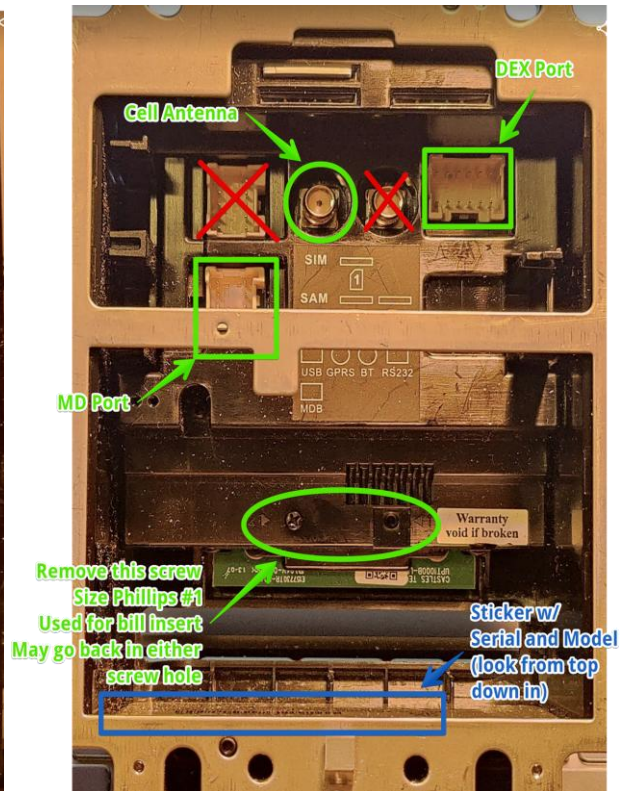 DEX Port
Cell Antenna
SIM
1
SAM
USB GPRS BT RS232
MDB
MD Port
Warranty
void if broken
Remove this screw
Size Phillips #1
Used for bill insert
May go back in either
screw hole
Sticker w/
Serial and Model
(look from top
down in)